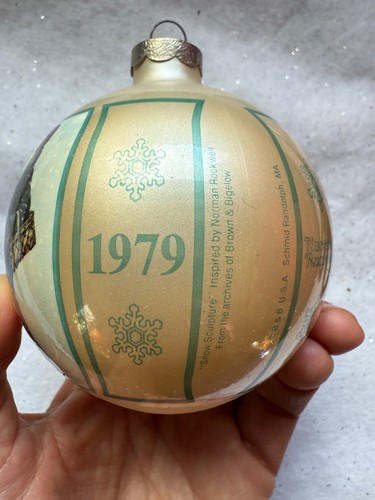 1979
"Snow Sculpture" Inspired by Norman Rockwell
From the archives of Brown & Bigelow
B & B U.S.A. Schmid Randolph, MA